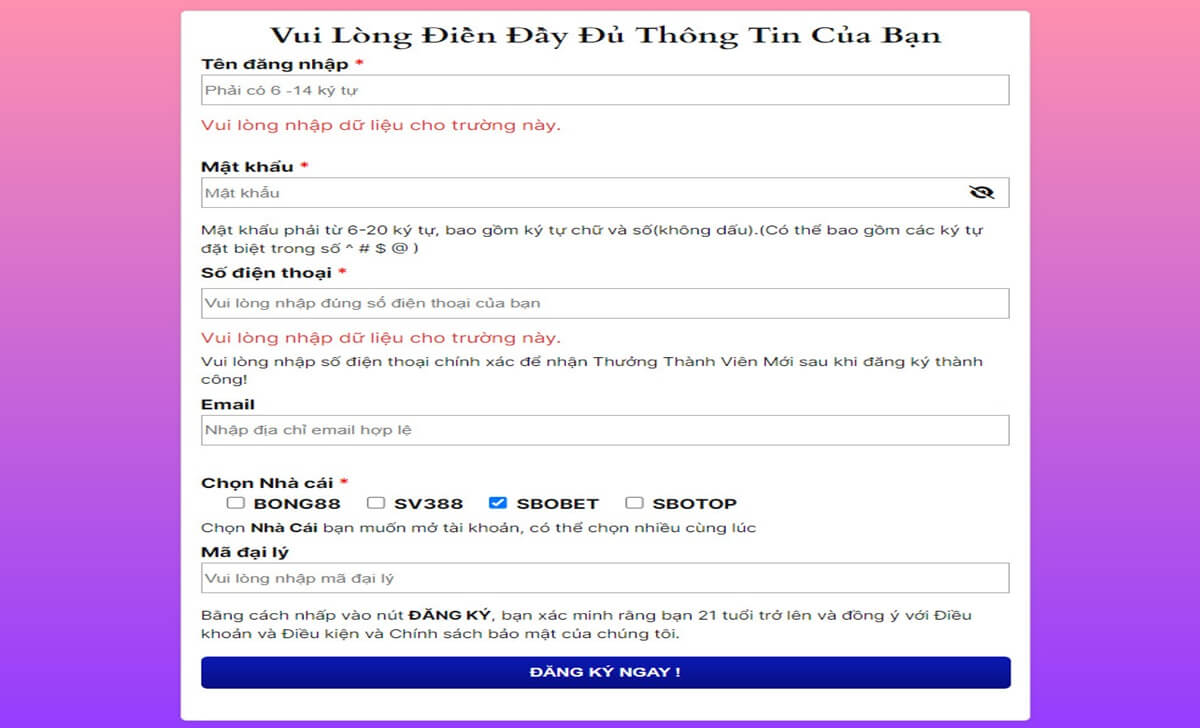 Vui Lòng Điền Đầy Đủ Thông Tin Của Bạn
Tên đăng nhập *
Phải có 6 -14 ký tự
Vui lòng nhập dữ liệu cho trường này.
Mật khẩu *
Mật khẩu
Mật khẩu phải từ 6-20 ký tự, bao gồm ký tự chữ và số(không dấu).(Có thể bao gồm các ký tự
đặt biệt trong số ^ # $ @ )
Số điện thoại *
Vui lòng nhập đúng số điện thoại của bạn
Vui lòng nhập dữ liệu cho trường này.
Vui lòng nhập số điện thoại chính xác để nhận Thưởng Thành Viên Mới sau khi đăng ký thành
công!
Email
Nhập địa chỉ email hợp lệ
Chọn Nhà cái *
BONG88 SV388 SBOBET SBOTOP
Chọn Nhà Cái bạn muốn mở tài khoản, có thể chọn nhiều cùng lúc
Mã đại lý
Vui lòng nhập mã đại lý
Bằng cách nhấp vào nút ĐĂNG KÝ, bạn xác minh rằng bạn 21 tuổi trở lên và đồng ý với Điều
khoản và Điều kiện và Chính sách bảo mật của chúng tôi.
ĐĂNG KÝ NGAY !